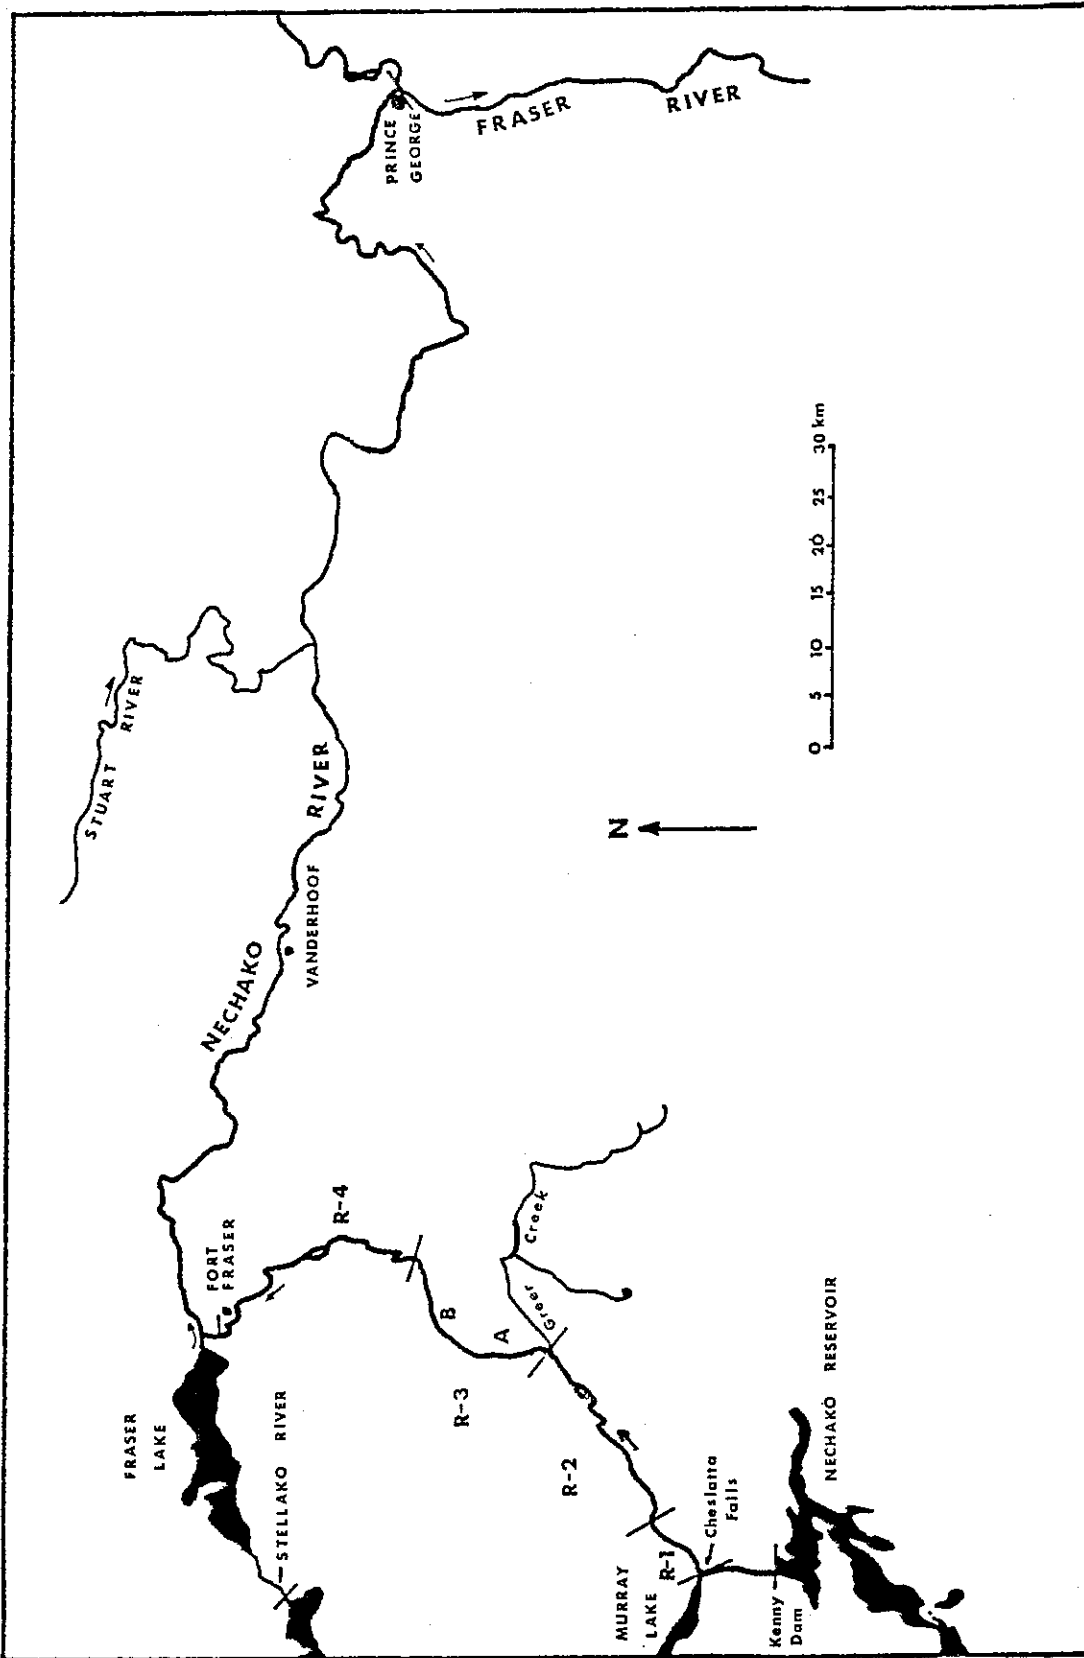 STUART
RIVER
NECHAKO
RIVER
VANDERHOOF
PRINCE
GEORGE
FRASER
RIVER
FRASER
LAKE
FORT
FRASER
STELLAKO RIVER
R-4
B
A
R-3
Greer
Creek
R-2
R-1
MURRAY
LAKE
Cheslatta
Falls
Kenny
Dam
NECHAKO RESERVOIR
N
0 5 10 15 20 25 30 km